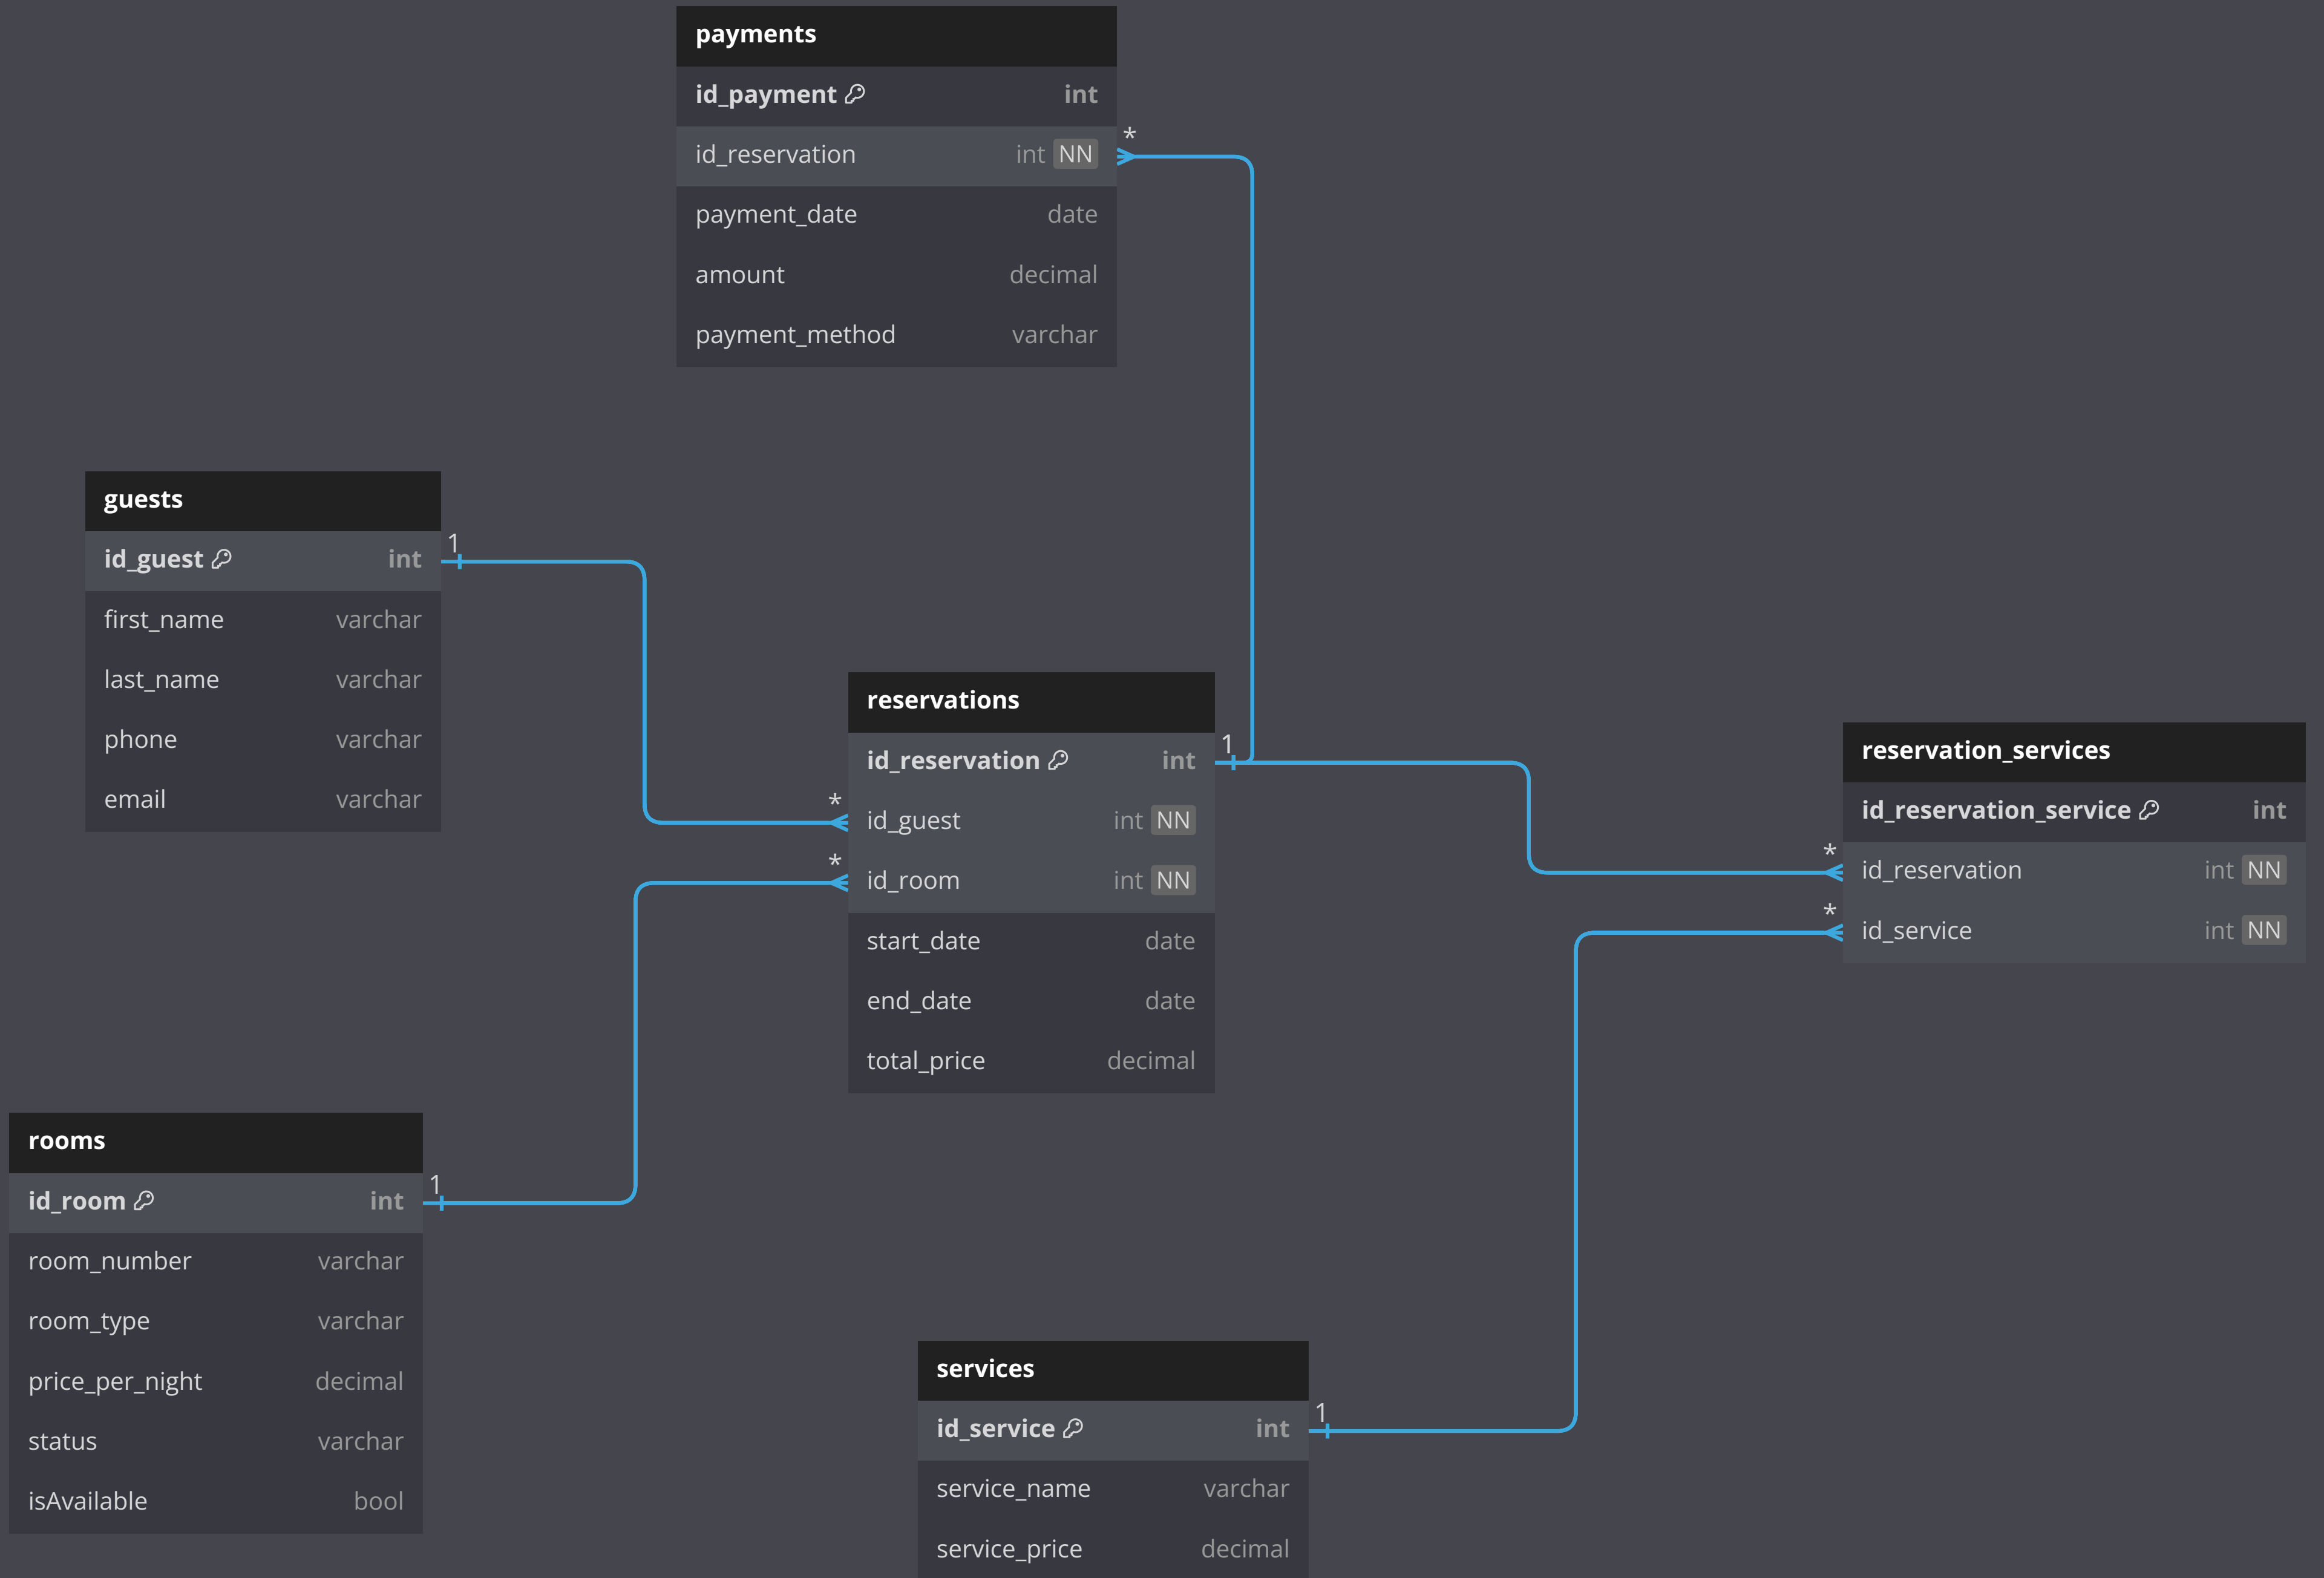 payments
id_payment int
id_reservation int NN
payment_date date
amount decimal
payment_method varchar
*
guests
id_guest int
first_name varchar
last_name varchar
phone varchar
email varchar
1
reservations
id_reservation int
id_guest int NN
id_room int NN
start_date date
end_date date
total_price decimal
1
*
*
reservation_services
id_reservation_service int
id_reservation int NN
id_service int NN
*
*
rooms
id_room int
room_number varchar
room_type varchar
price_per_night decimal
status varchar
isAvailable bool
1
services
id_service int
service_name varchar
service_price decimal
1